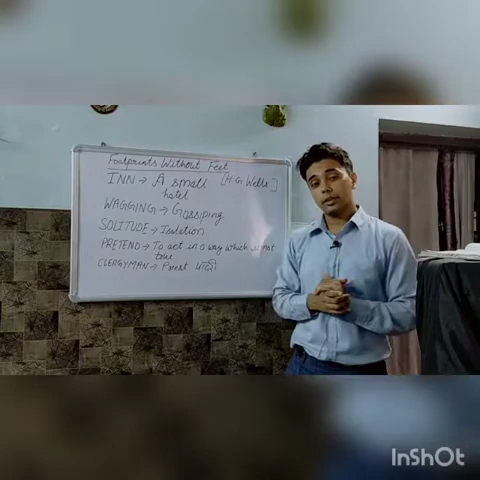 Footprints Without Feet
INN → A small [H.G Wells]
hotel
WAGGING → Gossiping
SOLITUDE → Isolation
PRETEND → To act in a way which is not
true
CLERGYMAN → Priest पादरी
InShOt